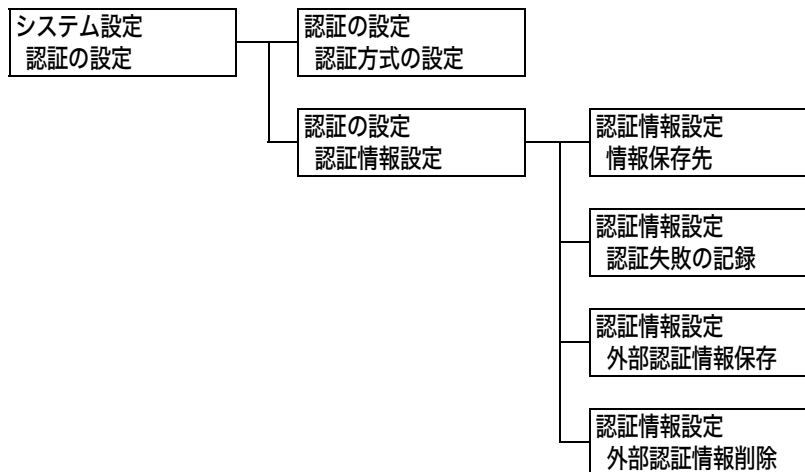 システム設定
認証の設定
認証の設定
認証方式の設定
認証の設定
認証情報設定
認証情報設定
情報保存先
認証情報設定
認証失敗の記録
認証情報設定
外部認証情報保存
認証情報設定
外部認証情報削除